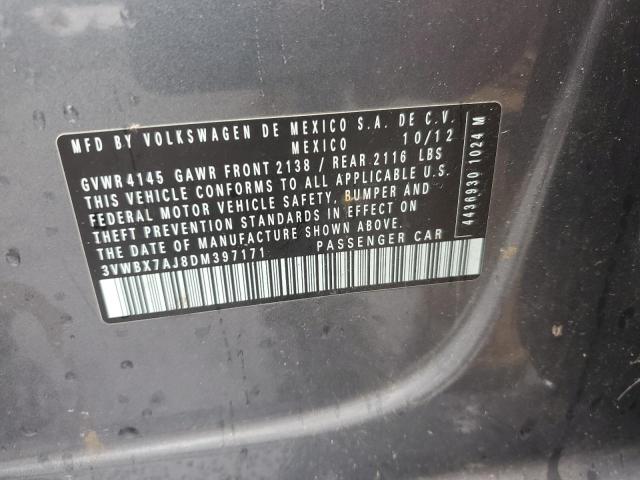 MFD BY VOLKSWAGEN DE MEXICO S.A. DE C.V.
MEXICO 10/12
GVWR 4145 GAWR FRONT 2138 / REAR 2116 LBS
THIS VEHICLE CONFORMS TO ALL APPLICABLE U.S.
FEDERAL MOTOR VEHICLE SAFETY, BUMPER AND
THEFT PREVENTION STANDARDS IN EFFECT ON
THE DATE OF MANUFACTURE SHOWN ABOVE.
3VWBX7AJ8DM397171 PASSENGER CAR
4436930 1024 M